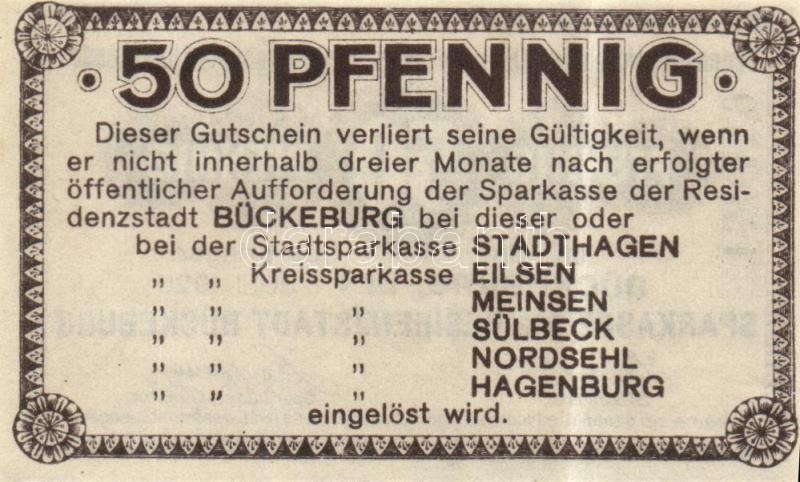 · 50 PFENNIG ·
Dieser Gutschein verliert seine Gültigkeit, wenn
er nicht innerhalb dreier Monate nach erfolgter
öffentlicher Aufforderung der Sparkasse der Resi-
denzstadt BÜCKEBURG bei dieser oder
bei der Stadtsparkasse STADTHAGEN
„ „ Kreissparkasse EILSEN
„ „ „ MEINSEN
„ „ „ SÜLBECK
„ „ „ NORDSEHL
„ „ „ HAGENBURG
eingelöst wird.
darabanth.com